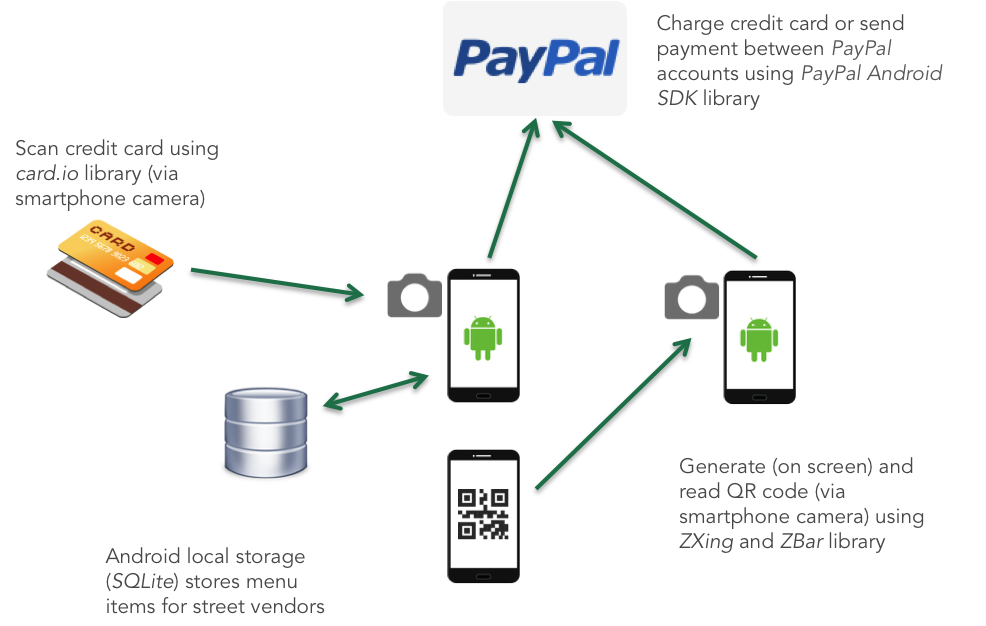 PayPal
Charge credit card or send
payment between PayPal
accounts using PayPal Android
SDK library
Scan credit card using
card.io library (via
smartphone camera)
CARD
Generate (on screen) and
read QR code (via
smartphone camera) using
ZXing and ZBar library
Android local storage
(SQLite) stores menu
items for street vendors